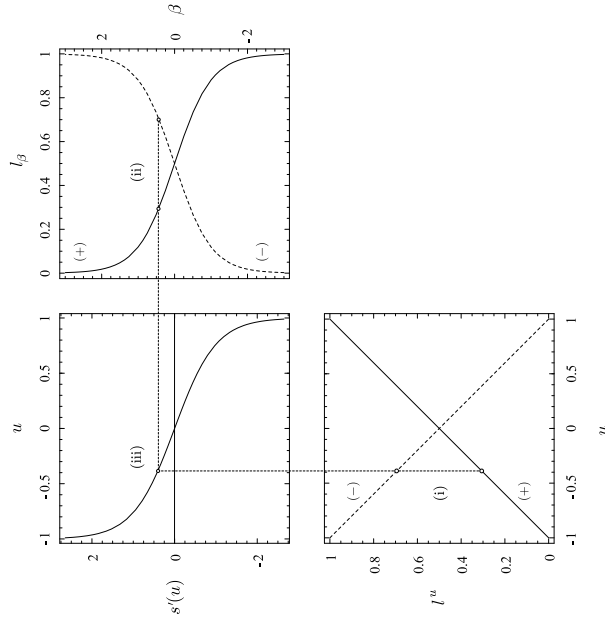 l_β
0 0.2 0.4 0.6 0.8 1
2 0 -2
β
(+)
(ii)
(-)
u
-1 -0.5 0 0.5 1
2 0 -2
s'(u)
(iii)
1 0.8 0.6 0.4 0.2 0
l^u
(-)
(i)
(+)
-1 -0.5 0 0.5 1
u